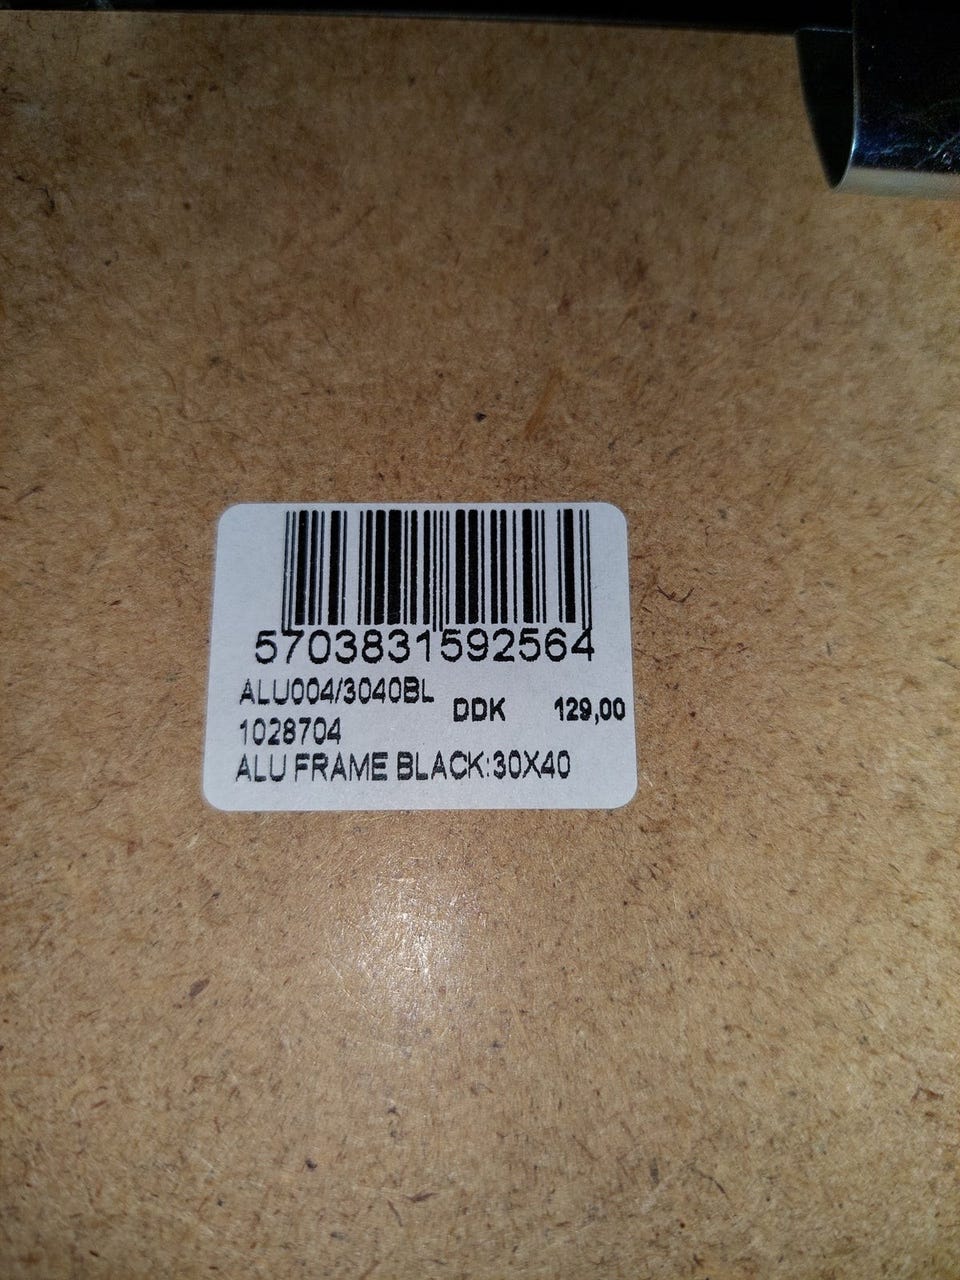 5703831592564
ALU004/3040BL
DDK 129,00
1028704
ALU FRAME BLACK:30X40